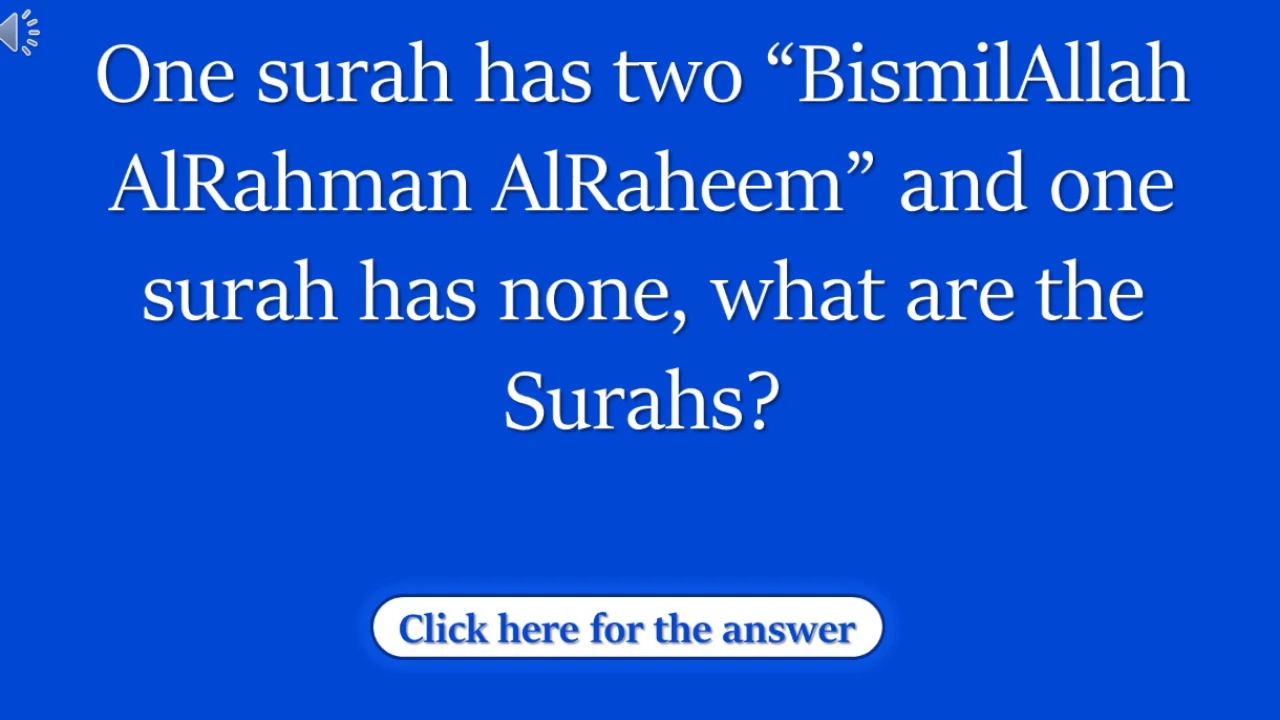 One surah has two “BismilAllah
AlRahman AlRaheem” and one
surah has none, what are the
Surahs?
Click here for the answer